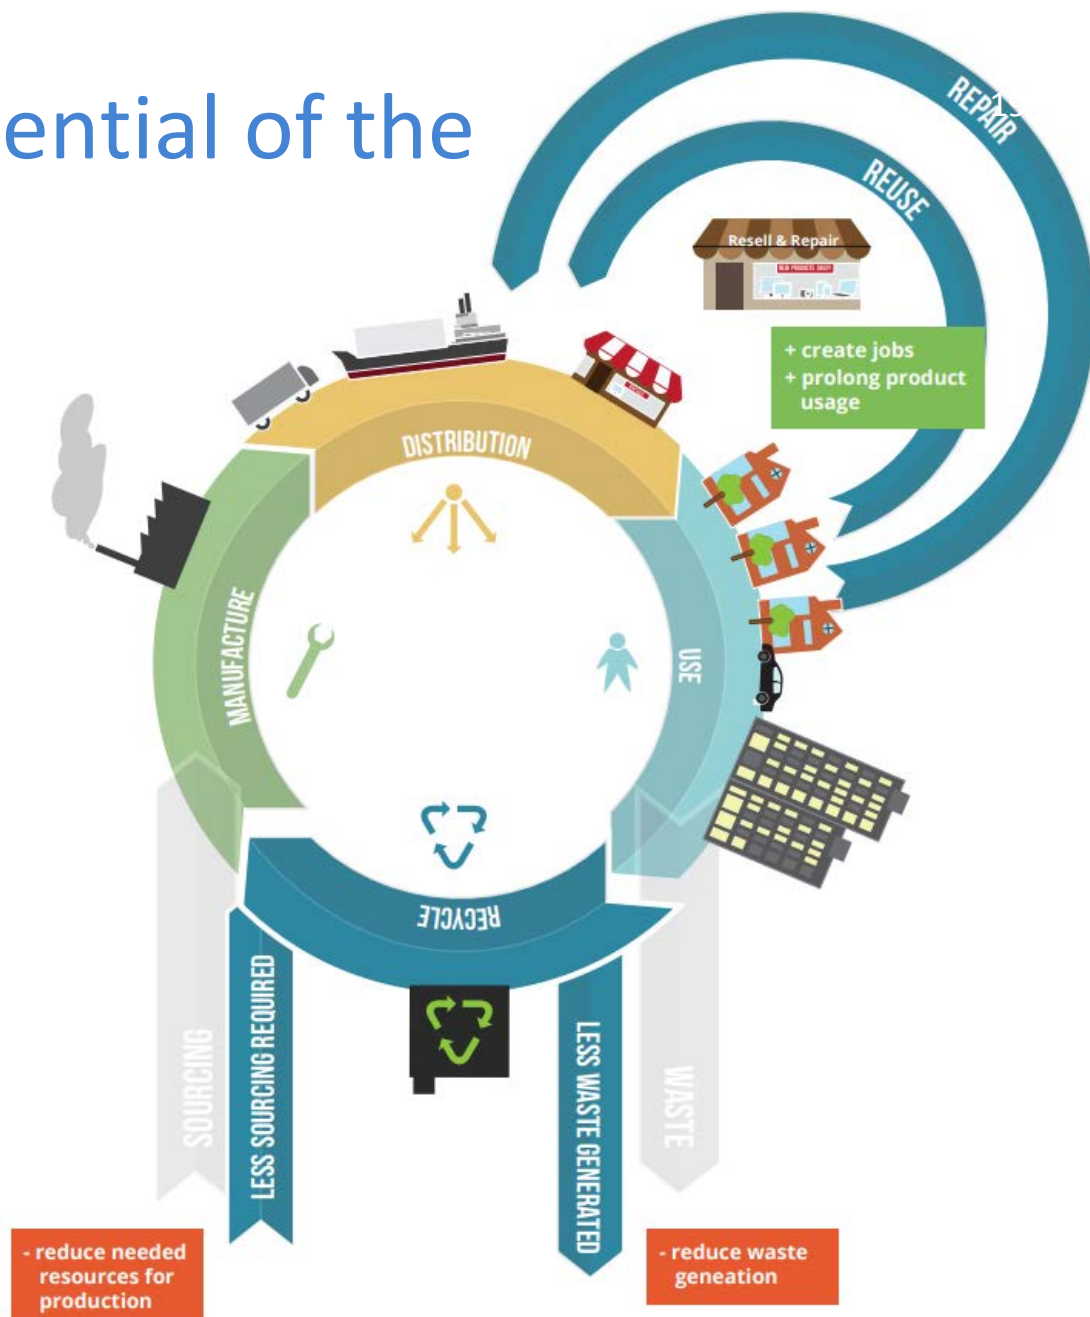 ential of the
REPAIR
REUSE
Resell & Repair
+ create jobs
+ prolong product
usage
DISTRIBUTION
MANUFACTURE
USE
RECYCLE
SOURCING
LESS SOURCING REQUIRED
LESS WASTE GENERATED
WASTE
- reduce needed
resources for
production
- reduce waste
geneation